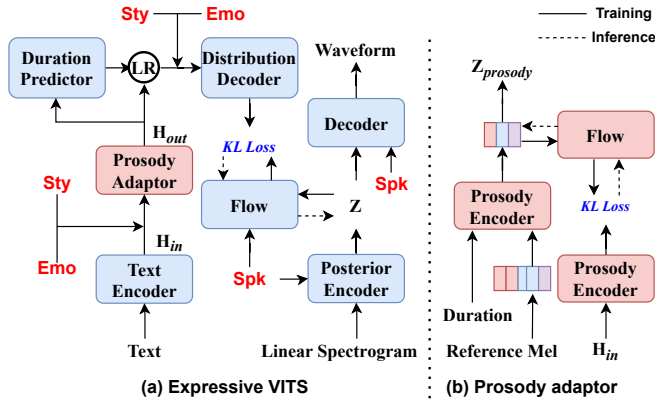 Sty Emo
Training
Inference
Duration
Predictor
LR
Distribution
Decoder
Waveform
Z_prosody
H_out
KL Loss
Decoder
Flow
Prosody
Adaptor
Sty
Spk
Prosody
Encoder
KL Loss
Flow
Z
H_in
Emo
Text
Encoder
Spk
Posterior
Encoder
Prosody
Encoder
Duration
Text
Linear Spectrogram
Reference Mel
H_in
(a) Expressive VITS
(b) Prosody adaptor